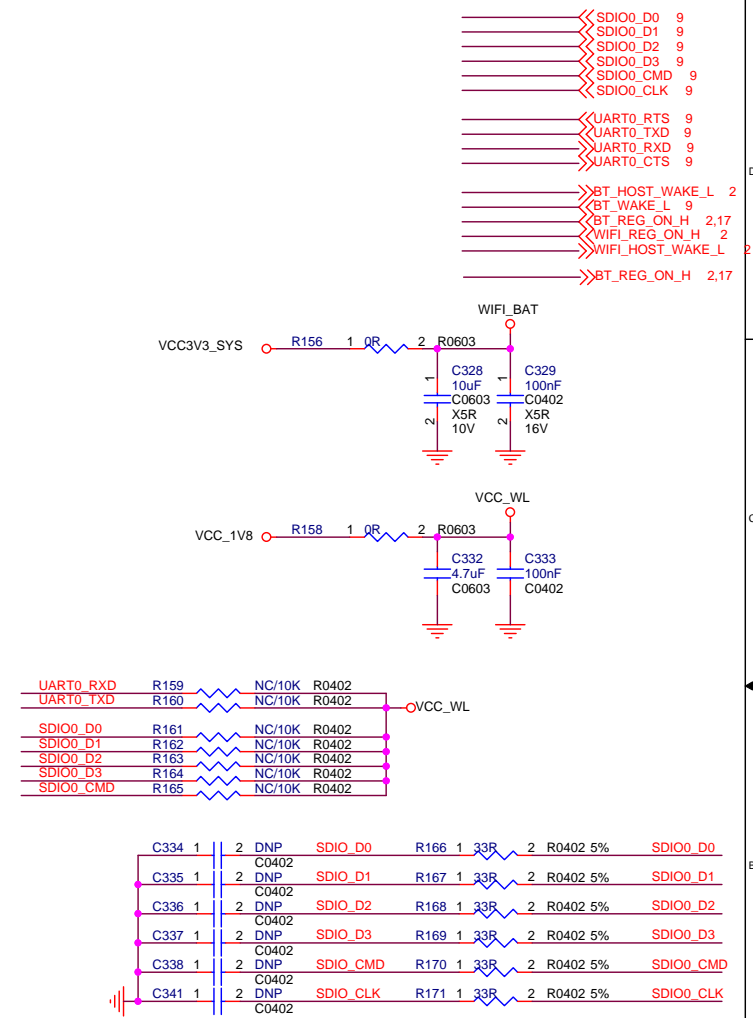 SDIO0_D0 9
SDIO0_D1 9
SDIO0_D2 9
SDIO0_D3 9
SDIO0_CMD 9
SDIO0_CLK 9
UART0_RTS 9
UART0_TXD 9
UART0_RXD 9
UART0_CTS 9
D
BT_HOST_WAKE_L 2
BT_WAKE_L 9
BT_REG_ON_H 2,17
WIFI_REG_ON_H 2
WIFI_HOST_WAKE_L 2
BT_REG_ON_H 2,17
WIFI_BAT
VCC3V3_SYS R156 1 0R 2 R0603
1 C328 1 C329
10uF 100nF
C0603 C0402
2 X5R 2 X5R
10V 16V
VCC_WL
C
VCC_1V8 R158 1 0R 2 R0603
C332 C333
4.7uF 100nF
C0603 C0402
UART0_RXD R159 NC/10K R0402
UART0_TXD R160 NC/10K R0402
VCC_WL
SDIO0_D0 R161 NC/10K R0402
SDIO0_D1 R162 NC/10K R0402
SDIO0_D2 R163 NC/10K R0402
SDIO0_D3 R164 NC/10K R0402
SDIO0_CMD R165 NC/10K R0402
C334 1 2 DNP SDIO_D0 R166 1 33R 2 R0402 5% SDIO0_D0
C0402
B
C335 1 2 DNP SDIO_D1 R167 1 33R 2 R0402 5% SDIO0_D1
C0402
C336 1 2 DNP SDIO_D2 R168 1 33R 2 R0402 5% SDIO0_D2
C0402
C337 1 2 DNP SDIO_D3 R169 1 33R 2 R0402 5% SDIO0_D3
C0402
C338 1 2 DNP SDIO_CMD R170 1 33R 2 R0402 5% SDIO0_CMD
C0402
C341 1 2 DNP SDIO_CLK R171 1 33R 2 R0402 5% SDIO0_CLK
C0402